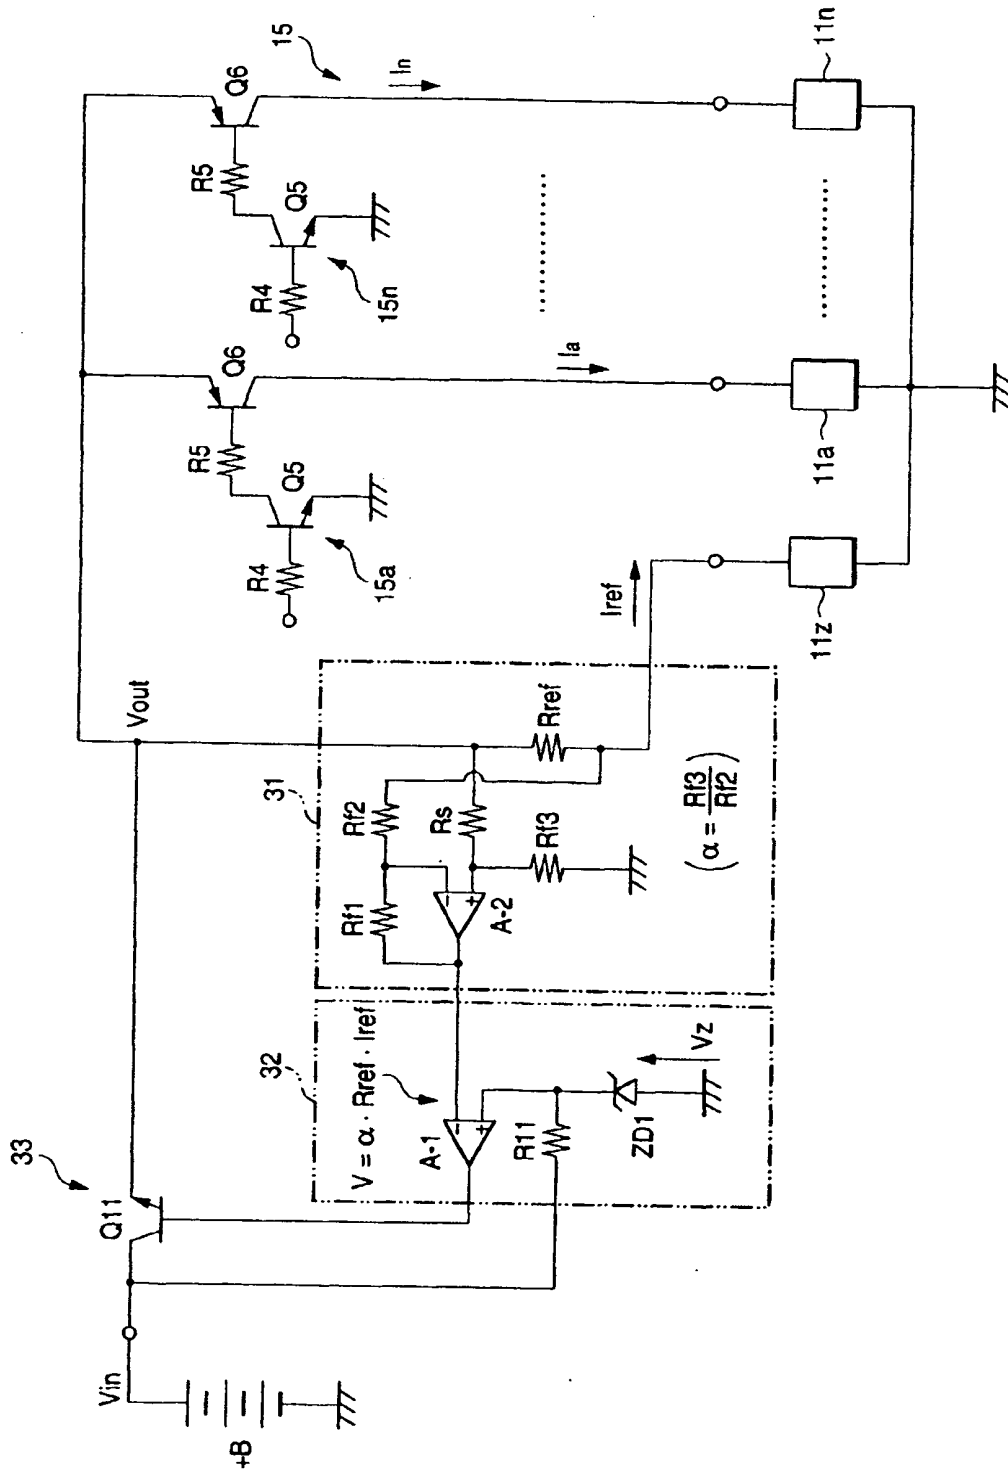 33
Q11
Vin
+B
Vout
32
V = α · Rref · Iref
A-1
R11
ZD1
Vz
31
Rf2
Rf1
Rs
Rref
A-2
Rf3
(α = Rf3
Rf2)
Iref
Q6
R5
Q5
R4
15a
Ia
15
Q6
R5
Q5
R4
15n
In
11z
11a
11n